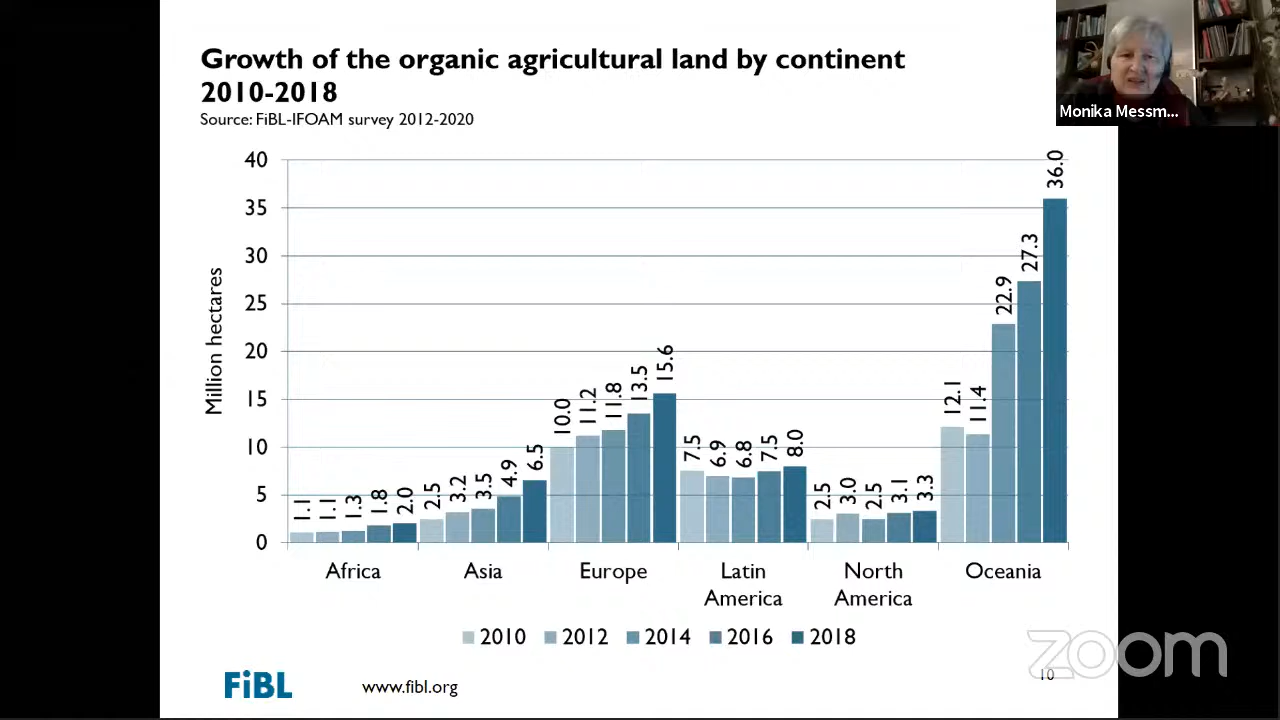 Growth of the organic agricultural land by continent
2010-2018
Source: FiBL-IFOAM survey 2012-2020
Monika Messm...
Million hectares
40
35
30
25
20
15
10
5
0
1.1 1.1 1.3 1.8 2.0
2.5 3.2 3.5 4.9 6.5
10.0 11.2 11.8 13.5 15.6
7.5 6.9 6.8 7.5 8.0
2.5 3.0 2.5 3.1 3.3
12.1 11.4 22.9 27.3 36.0
Africa
Asia
Europe
Latin
America
North
America
Oceania
2010 2012 2014 2016 2018
zoom
FiBL
www.fibl.org
10